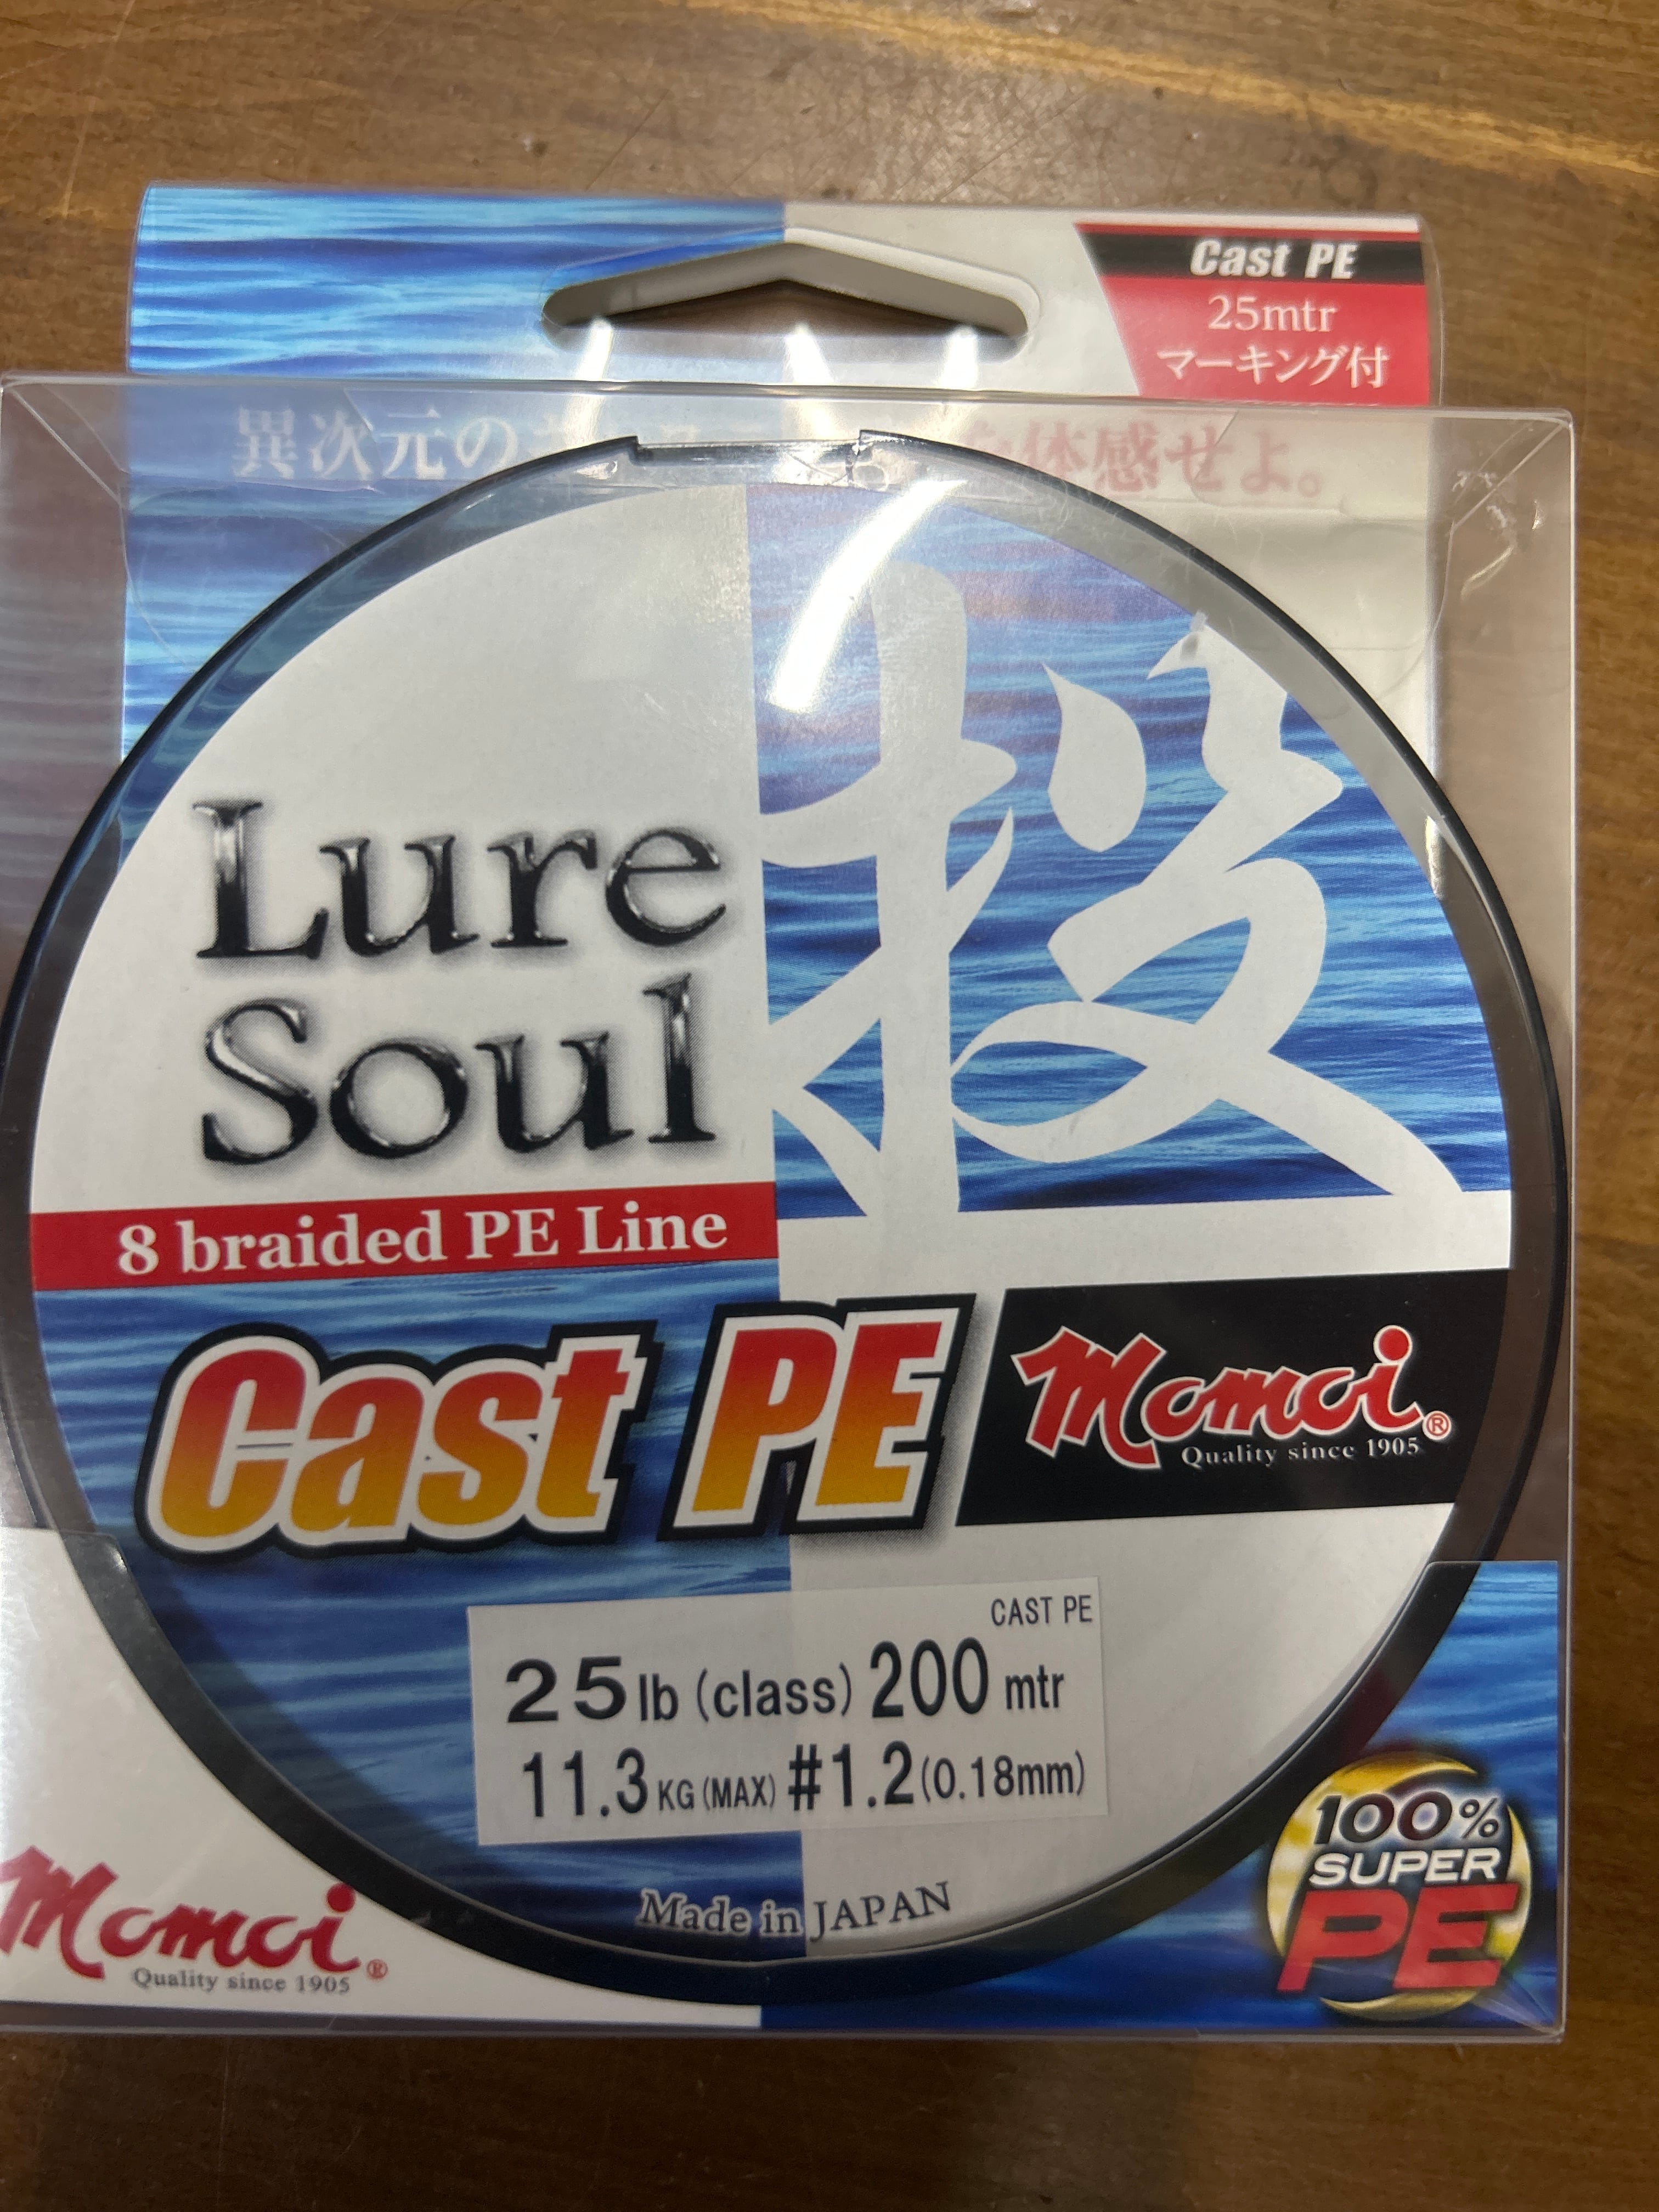 Cast PE
25mtr
マーキング付
異次元の
体感せよ。
投
Lure
Soul
8 braided PE Line
Cast PE
Momoi®
Quality since 1905
CAST PE
25 lb (class) 200 mtr
11.3 KG (MAX) #1.2 (0.18mm)
Made in JAPAN
Momoi®
Quality since 1905
100%
SUPER
PE